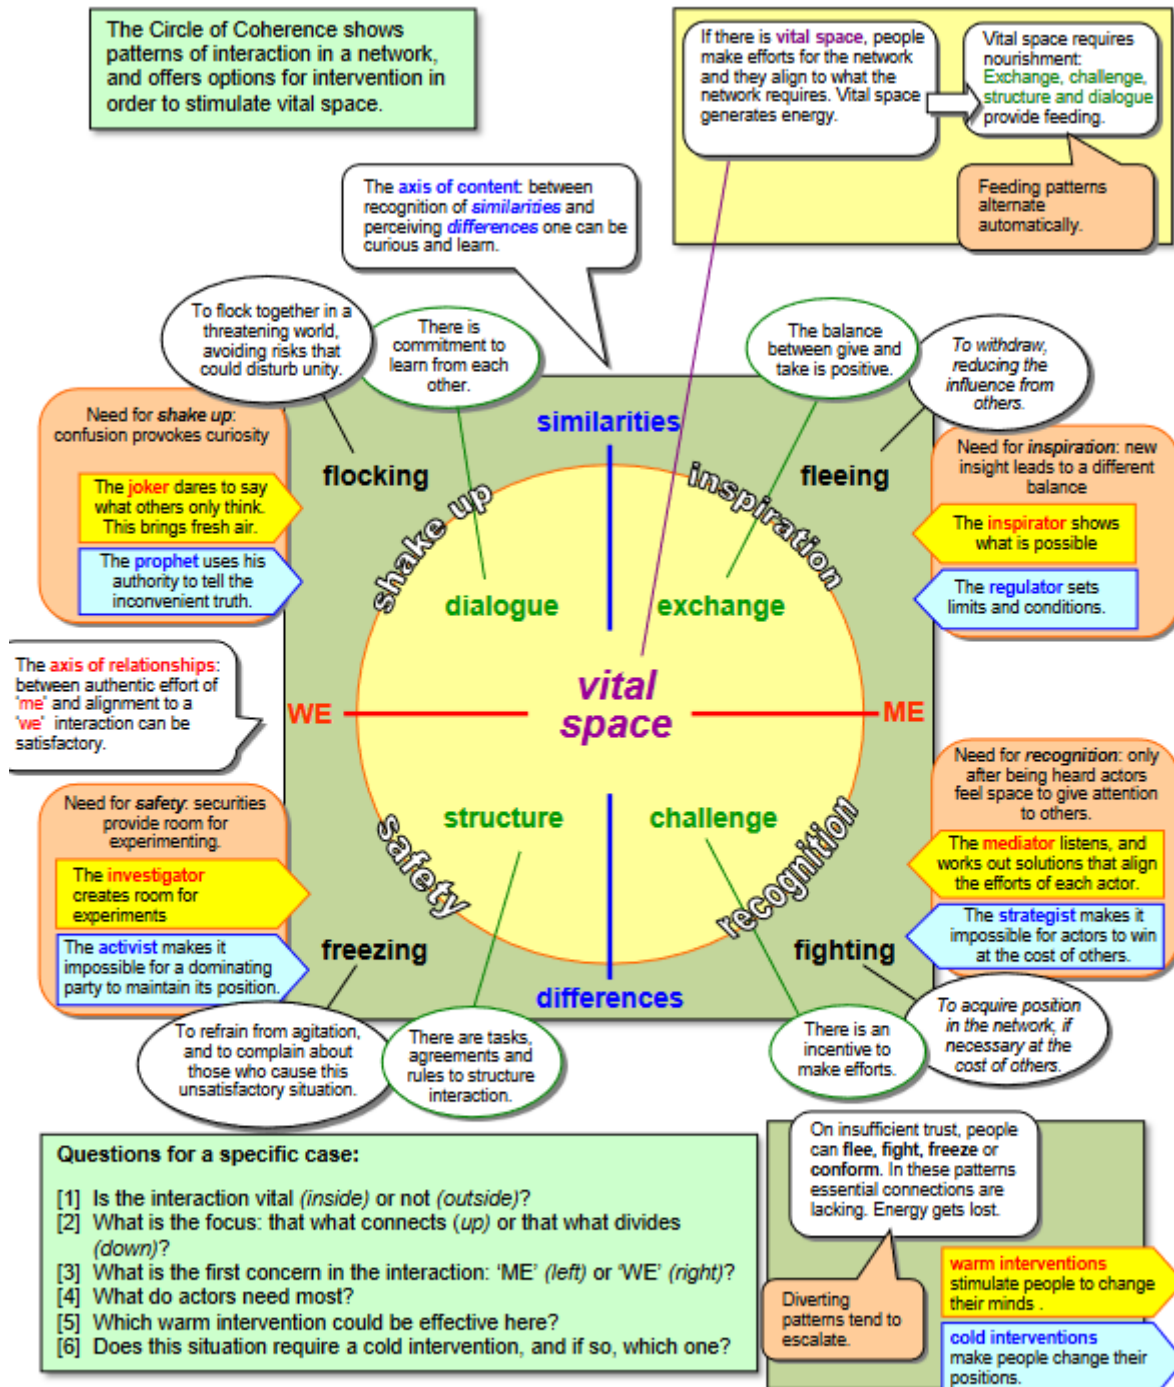 The Circle of Coherence shows
patterns of interaction in a network,
and offers options for intervention in
order to stimulate vital space.
If there is vital space, people
make efforts for the network
and they align to what the
network requires. Vital space
generates energy.
Vital space requires
nourishment:
Exchange, challenge,
structure and dialogue
provide feeding.
Feeding patterns
alternate
automatically.
The axis of content: between
recognition of similarities and
perceiving differences one can be
curious and learn.
To flock together in a
threatening world,
avoiding risks that
could disturb unity.
There is
commitment to
learn from each
other.
The balance
between give and
take is positive.
To withdraw,
reducing the
influence from
others.
Need for shake up:
confusion provokes curiosity
The joker dares to say
what others only think.
This brings fresh air.
The prophet uses his
authority to tell the
inconvenient truth.
flocking
similarities
fleeing
shake up
inspiration
dialogue
exchange
Need for inspiration: new
insight leads to a different
balance
The inspirator shows
what is possible
The regulator sets
limits and conditions.
The axis of relationships:
between authentic effort of
'me' and alignment to a
'we' interaction can be
satisfactory.
WE
vital
space
ME
Need for safety: securities
provide room for
experimenting.
The investigator
creates room for
experiments
The activist makes it
impossible for a dominating
party to maintain its position.
structure
challenge
safety
recognition
freezing
differences
fighting
Need for recognition: only
after being heard actors
feel space to give attention
to others.
The mediator listens, and
works out solutions that align
the efforts of each actor.
The strategist makes it
impossible for actors to win
at the cost of others.
To refrain from agitation,
and to complain about
those who cause this
unsatisfactory situation.
There are tasks,
agreements and
rules to structure
interaction.
There is an
incentive to
make efforts.
To acquire position
in the network, if
necessary at the
cost of others.
Questions for a specific case:
[1] Is the interaction vital (inside) or not (outside)?
[2] What is the focus: that what connects (up) or that what divides
(down)?
[3] What is the first concern in the interaction: 'ME' (left) or 'WE' (right)?
[4] What do actors need most?
[5] Which warm intervention could be effective here?
[6] Does this situation require a cold intervention, and if so, which one?
On insufficient trust, people
can flee, fight, freeze or
conform. In these patterns
essential connections are
lacking. Energy gets lost.
Diverting
patterns tend to
escalate.
warm interventions
stimulate people to change
their minds .
cold interventions
make people change their
positions.